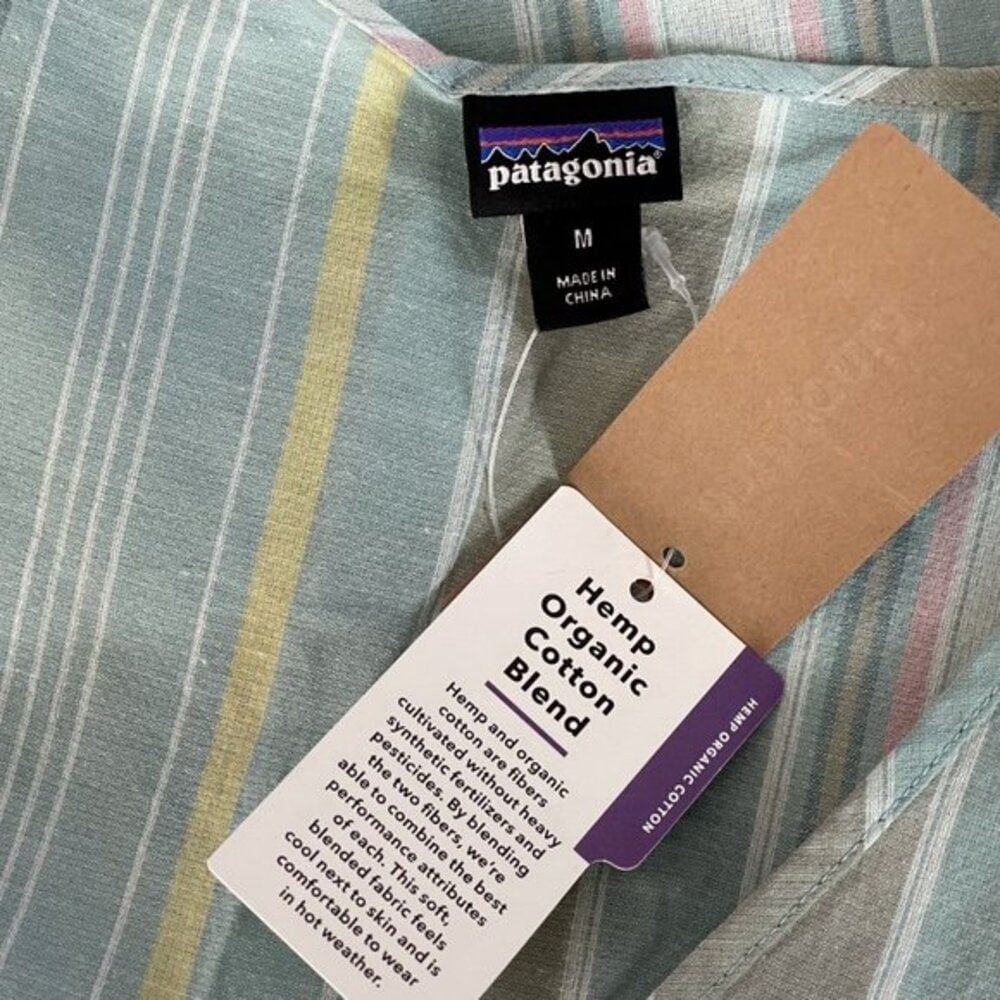 patagonia®
M
MADE IN
CHINA
Hemp
Organic
Cotton
Blend
Hemp and organic
cotton are fibers
cultivated without heavy
synthetic fertilizers and
pesticides. By blending
the two fibers, we're
able to combine the best
performance attributes
of each. This soft,
blended fabric feels
cool next to skin and is
comfortable to wear
in hot weather.
HEMP ORGANIC COTTON